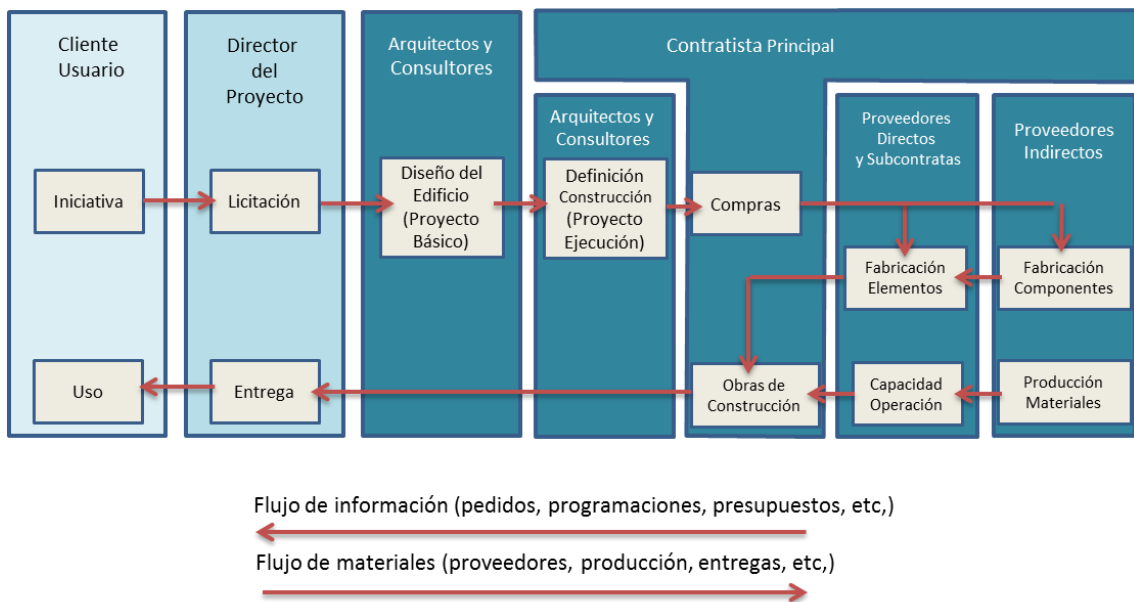 Cliente
Usuario
Director
del
Proyecto
Arquitectos y
Consultores
Contratista Principal
Arquitectos y
Consultores
Proveedores
Directos
y Subcontratas
Proveedores
Indirectos
Iniciativa
Licitación
Diseño del
Edificio
(Proyecto
Básico)
Definición
Construcción
(Proyecto
Ejecución)
Compras
Fabricación
Elementos
Fabricación
Componentes
Uso
Entrega
Obras de
Construcción
Capacidad
Operación
Producción
Materiales
Flujo de información (pedidos, programaciones, presupuestos, etc,)
Flujo de materiales (proveedores, producción, entregas, etc,)